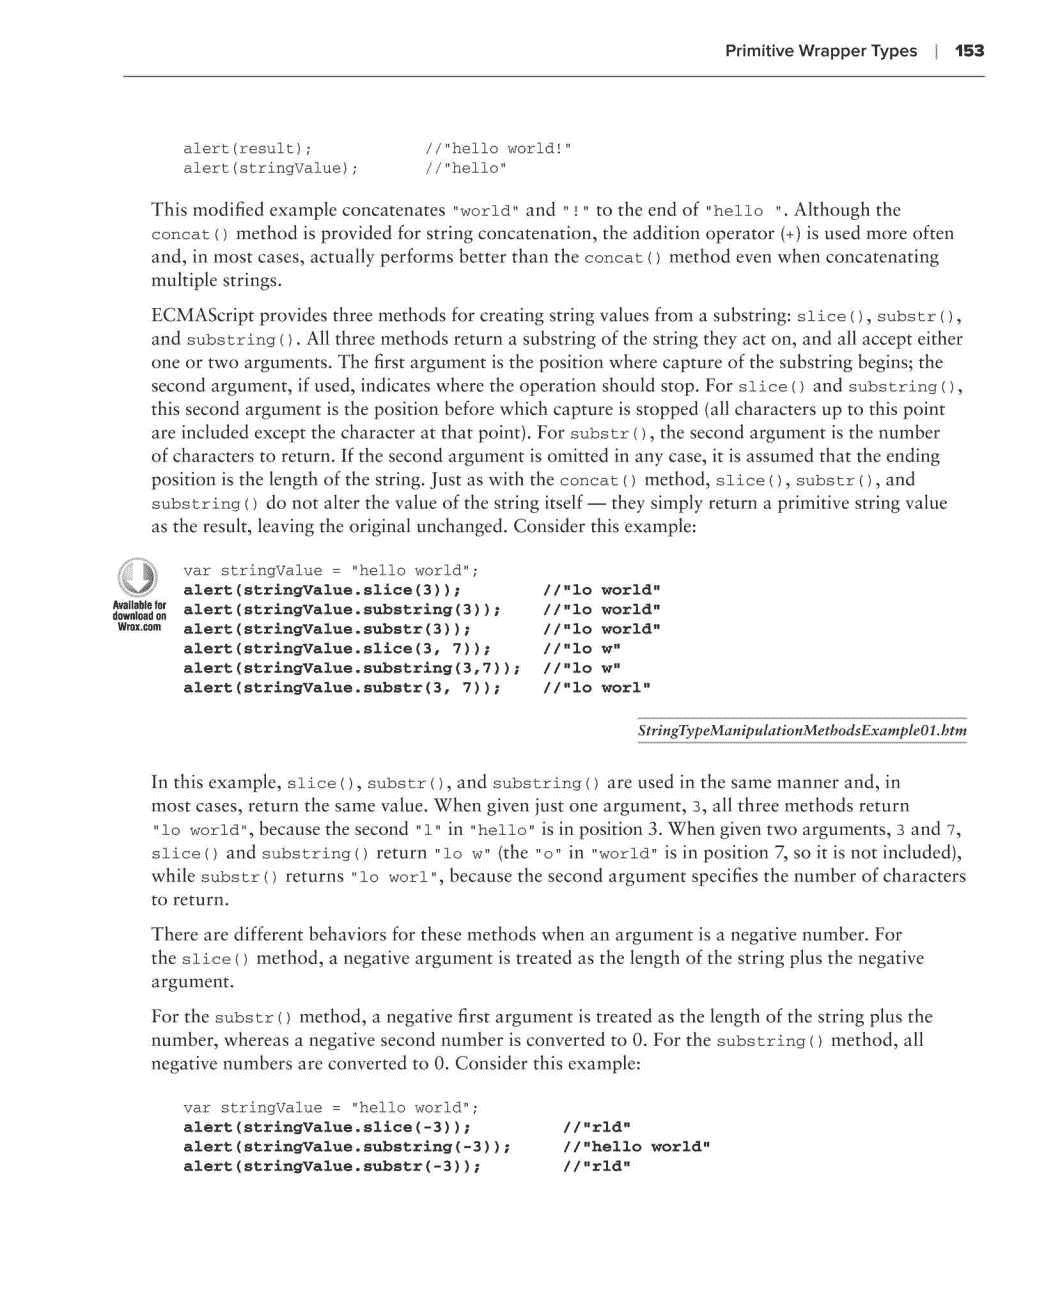 Primitive Wrapper Types | 153
alert(result); //"hello world!"
alert(stringValue); //"hello"
This modified example concatenates "world" and "!" to the end of "hello ". Although the
concat() method is provided for string concatenation, the addition operator (+) is used more often
and, in most cases, actually performs better than the concat() method even when concatenating
multiple strings.
ECMAScript provides three methods for creating string values from a substring: slice(), substr(),
and substring(). All three methods return a substring of the string they act on, and all accept either
one or two arguments. The first argument is the position where capture of the substring begins; the
second argument, if used, indicates where the operation should stop. For slice() and substring(),
this second argument is the position before which capture is stopped (all characters up to this point
are included except the character at that point). For substr(), the second argument is the number
of characters to return. If the second argument is omitted in any case, it is assumed that the ending
position is the length of the string. Just as with the concat() method, slice(), substr(), and
substring() do not alter the value of the string itself — they simply return a primitive string value
as the result, leaving the original unchanged. Consider this example:
Available for
download on
Wrox.com
var stringValue = "hello world";
alert(stringValue.slice(3)); //"lo world"
alert(stringValue.substring(3)); //"lo world"
alert(stringValue.substr(3)); //"lo world"
alert(stringValue.slice(3, 7)); //"lo w"
alert(stringValue.substring(3,7)); //"lo w"
alert(stringValue.substr(3, 7)); //"lo worl"
StringTypeManipulationMethodsExample01.htm
In this example, slice(), substr(), and substring() are used in the same manner and, in
most cases, return the same value. When given just one argument, 3, all three methods return
"lo world", because the second "l" in "hello" is in position 3. When given two arguments, 3 and 7,
slice() and substring() return "lo w" (the "o" in "world" is in position 7, so it is not included),
while substr() returns "lo worl", because the second argument specifies the number of characters
to return.
There are different behaviors for these methods when an argument is a negative number. For
the slice() method, a negative argument is treated as the length of the string plus the negative
argument.
For the substr() method, a negative first argument is treated as the length of the string plus the
number, whereas a negative second number is converted to 0. For the substring() method, all
negative numbers are converted to 0. Consider this example:
var stringValue = "hello world";
alert(stringValue.slice(-3)); //"rld"
alert(stringValue.substring(-3)); //"hello world"
alert(stringValue.substr(-3)); //"rld"